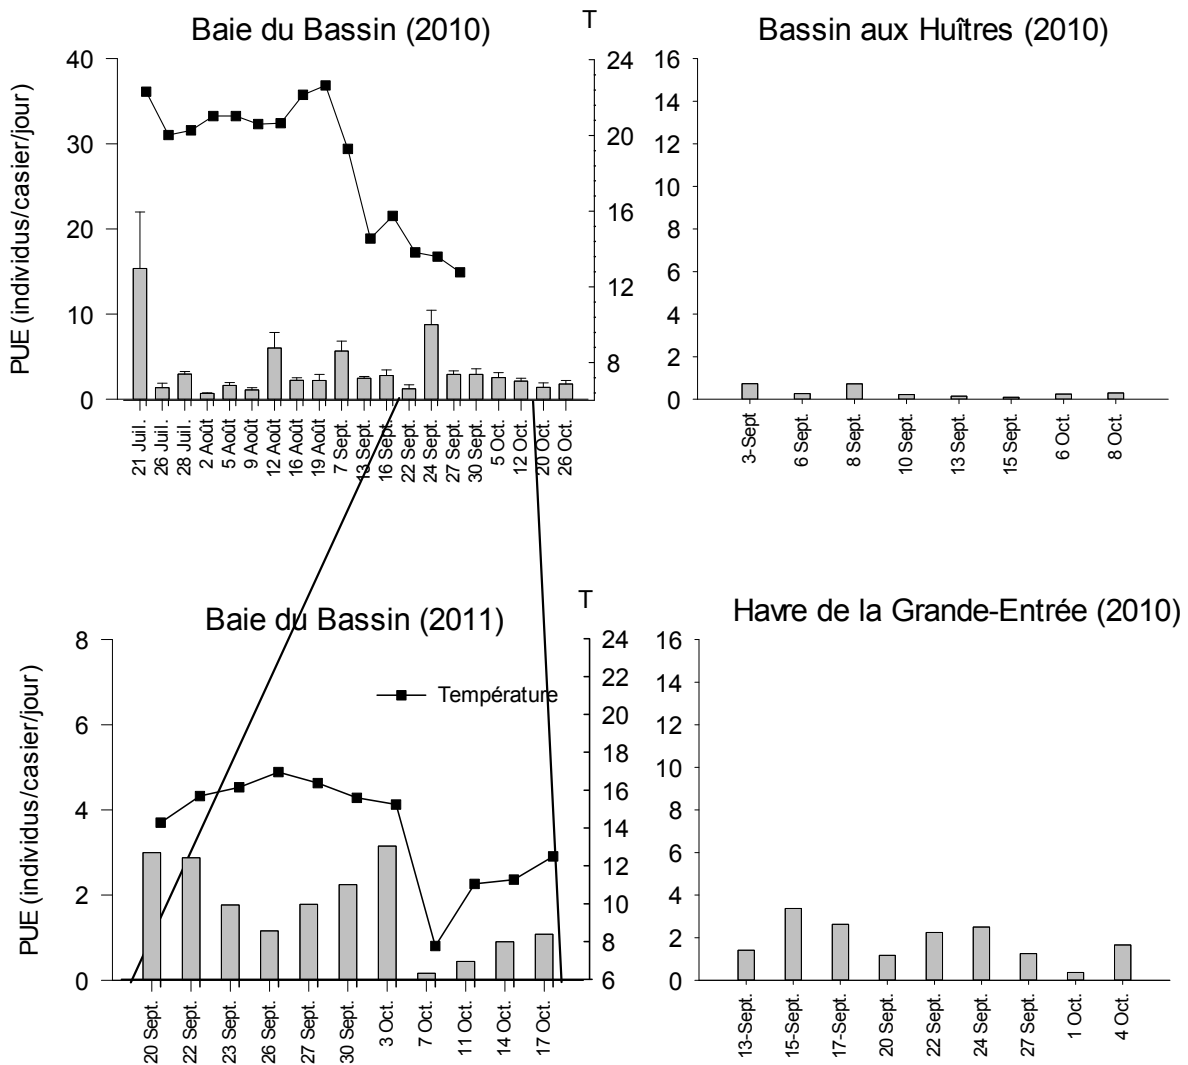 Baie du Bassin (2010)
T
PUE (individus/casier/jour)
40
30
20
10
0
24
20
16
12
8
21 Juil.
26 Juil.
28 Juil.
2 Août
5 Août
9 Août
12 Août
16 Août
19 Août
7 Sept.
13 Sept.
16 Sept.
22 Sept.
24 Sept.
27 Sept.
30 Sept.
5 Oct.
12 Oct.
20 Oct.
26 Oct.
Bassin aux Huîtres (2010)
16
14
12
10
8
6
4
2
0
3-Sept
6 Sept.
8 Sept.
10 Sept.
13 Sept.
15 Sept.
6 Oct.
8 Oct.
Baie du Bassin (2011)
T
PUE (individus/casier/jour)
8
6
4
2
0
24
22
20
18
16
14
12
10
8
6
Température
20 Sept.
22 Sept.
23 Sept.
26 Sept.
27 Sept.
30 Sept.
3 Oct.
7 Oct.
11 Oct.
14 Oct.
17 Oct.
Havre de la Grande-Entrée (2010)
16
14
12
10
8
6
4
2
0
13-Sept.
15-Sept.
17-Sept.
20 Sept.
22 Sept.
24 Sept.
27 Sept.
1 Oct.
4 Oct.